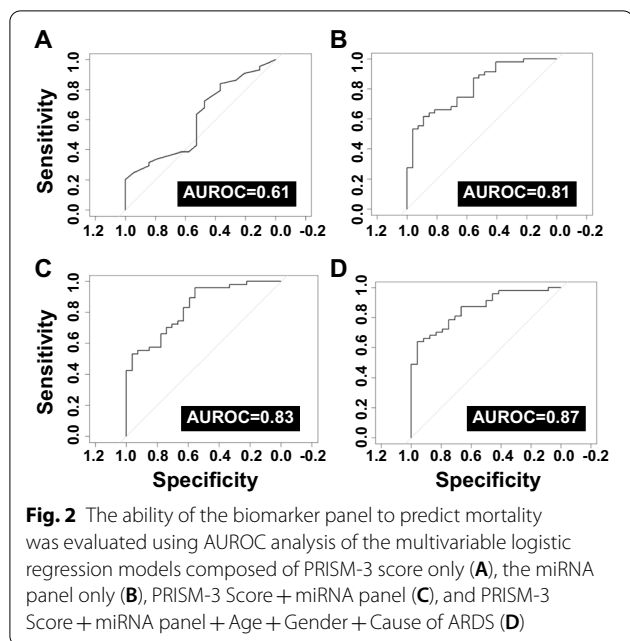 A
B
Sensitivity
1.0
0.8
0.6
0.4
0.2
0.0
AUROC=0.61
1.2 1.0 0.8 0.6 0.4 0.2 0.0 -0.2
1.0
0.8
0.6
0.4
0.2
0.0
AUROC=0.81
1.2 1.0 0.8 0.6 0.4 0.2 0.0 -0.2
C
D
Sensitivity
1.0
0.8
0.6
0.4
0.2
0.0
AUROC=0.83
1.2 1.0 0.8 0.6 0.4 0.2 0.0 -0.2
1.0
0.8
0.6
0.4
0.2
0.0
AUROC=0.87
1.2 1.0 0.8 0.6 0.4 0.2 0.0 -0.2
Specificity
Specificity
Fig. 2 The ability of the biomarker panel to predict mortality
was evaluated using AUROC analysis of the multivariable logistic
regression models composed of PRISM-3 score only (A), the miRNA
panel only (B), PRISM-3 Score + miRNA panel (C), and PRISM-3
Score + miRNA panel + Age + Gender + Cause of ARDS (D)